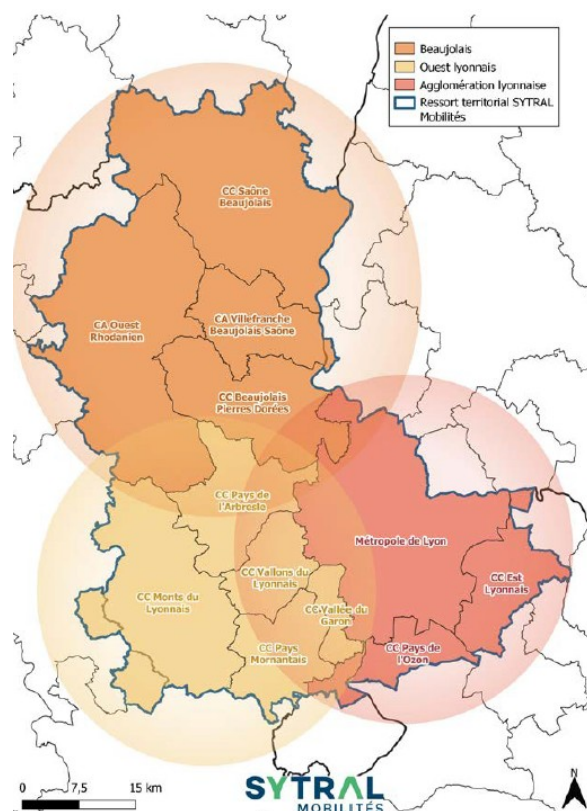 Beaujolais
Ouest lyonnais
Agglomération lyonnaise
Ressort territorial SYTRAL
Mobilités
CC Saône
Beaujolais
CA Ouest
Rhodanien
CA Villefranche
Beaujolais Saône
CC Beaujolais
Pierres Dorées
CC Pays de
l'Arbresle
Métropole de Lyon
CC Vallons du
Lyonnais
CC Est
Lyonnais
CC Monts du
Lyonnais
CC Vallée du
Garon
CC Pays
Mornantais
CC Pays de
l'Ozon
0 7,5 15 km
SYTRAL
MOBILITÉS
N